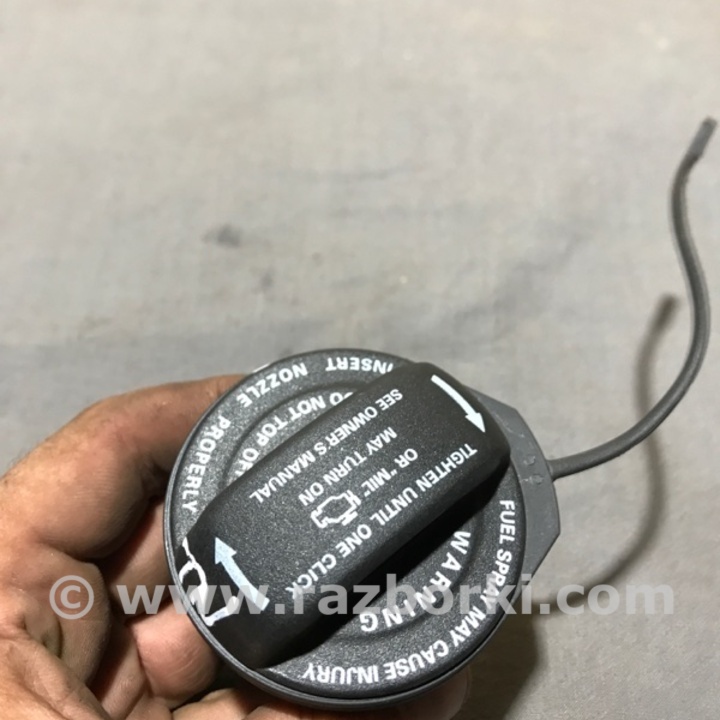 TIGHTEN UNTIL ONE CLICK
OR "MIL"
MAY TURN ON
SEE OWNER'S MANUAL
WARNING
FUEL SPRAY MAY CAUSE INJURY
INSERT NOZZLE PROPERLY
DO NOT TOP
© www.razborki.com